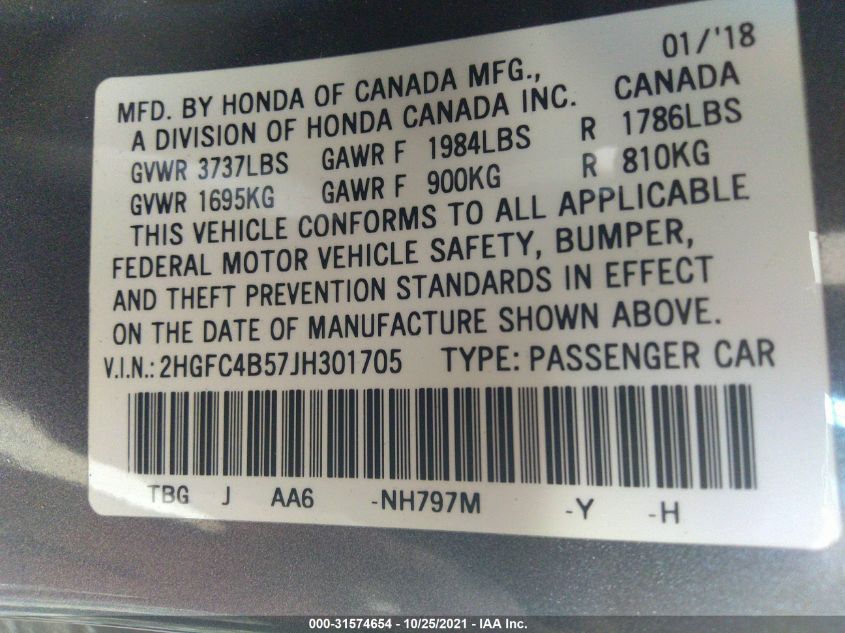 01/'18
MFD. BY HONDA OF CANADA MFG.,
A DIVISION OF HONDA CANADA INC. CANADA
GVWR 3737LBS GAWR F 1984LBS R 1786LBS
GVWR 1695KG GAWR F 900KG R 810KG
THIS VEHICLE CONFORMS TO ALL APPLICABLE
FEDERAL MOTOR VEHICLE SAFETY, BUMPER,
AND THEFT PREVENTION STANDARDS IN EFFECT
ON THE DATE OF MANUFACTURE SHOWN ABOVE.
V.I.N.: 2HGFC4B57JH301705 TYPE: PASSENGER CAR
TBG J AA6 -NH797M -Y -H
000-31574654 - 10/25/2021 - IAA Inc.